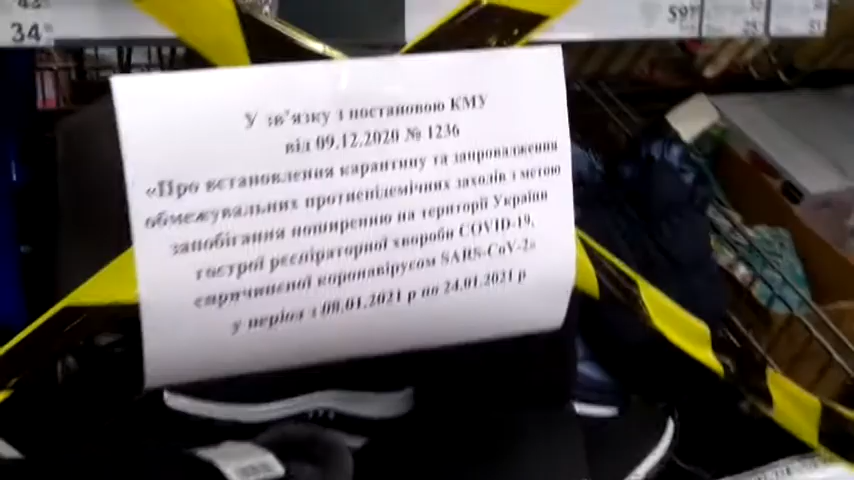 34
59
У зв'язку з постановою КМУ
від 09.12.2020 № 1236
«Про встановлення карантину та запровадження
обмежувальних протиепідемічних заходів з метою
запобігання поширенню на території України
гострої респіраторної хвороби COVID-19,
спричиненої коронавірусом SARS-CoV-2»
у період з 08.01.2021 р по 24.01.2021 р